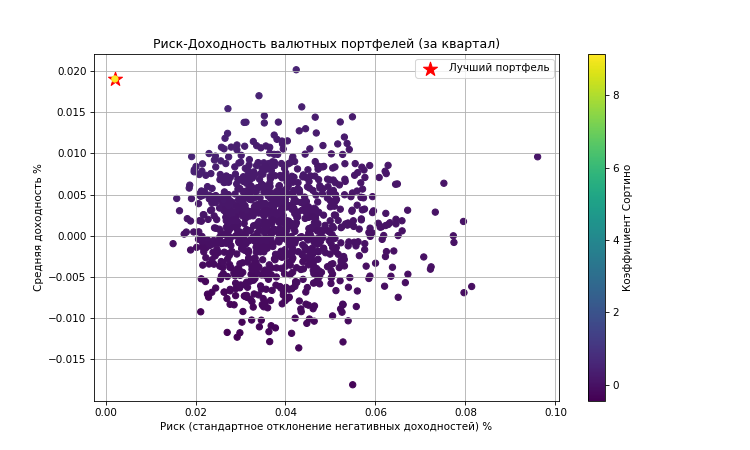 Риск-Доходность валютных портфелей (за квартал)
Лучший портфель
Средняя доходность %
0.020
0.015
0.010
0.005
0.000
−0.005
−0.010
−0.015
0.00 0.02 0.04 0.06 0.08 0.10
Риск (стандартное отклонение негативных доходностей) %
8
6
4
2
0
Коэффициент Сортино